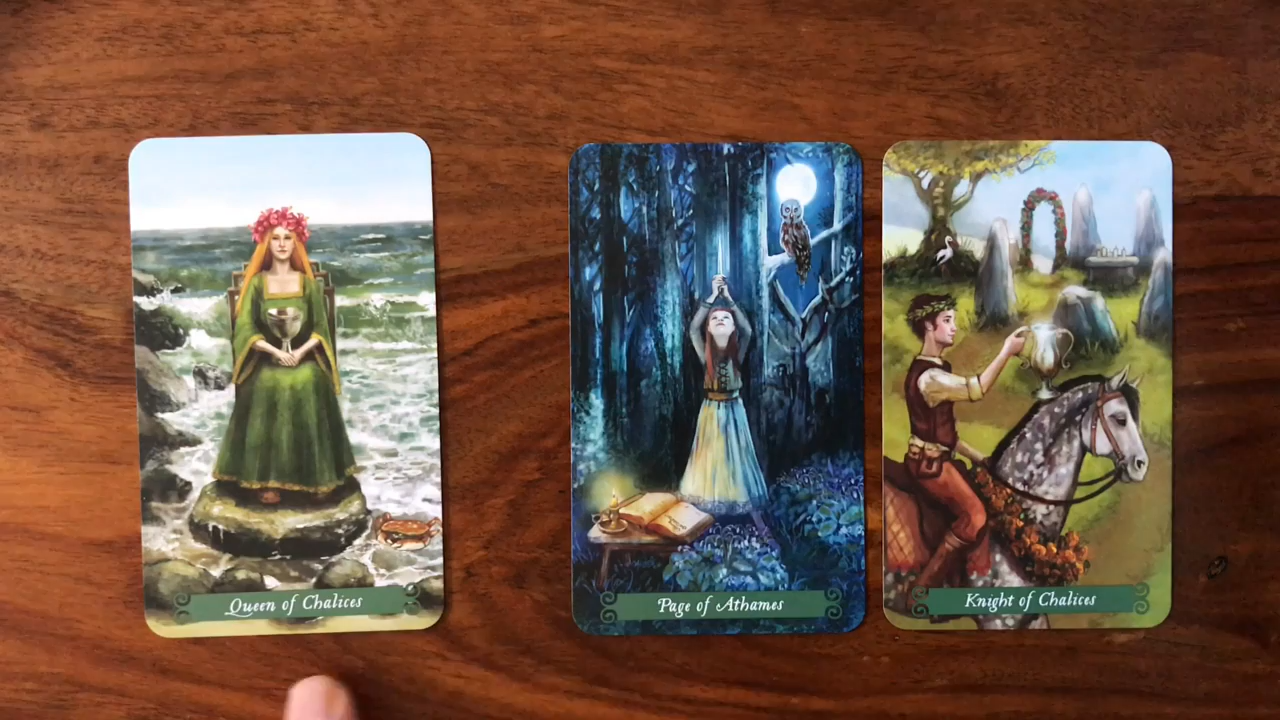 Queen of Chalices
Page of Athames
Knight of Chalices